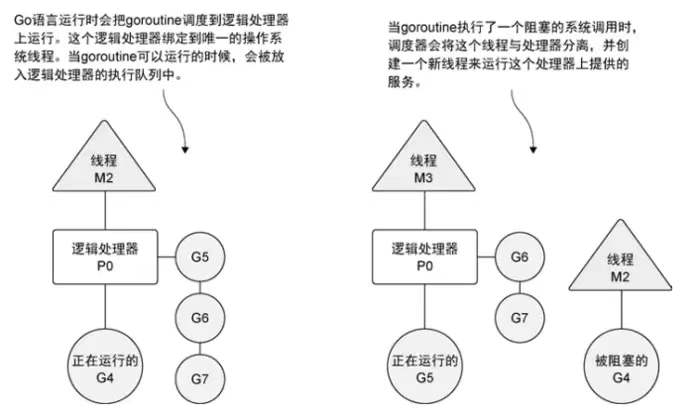 Go语言运行时会把goroutine调度到逻辑处理器
上运行。这个逻辑处理器绑定到唯一的操作系
统线程。当goroutine可以运行的时候，会被放
入逻辑处理器的执行队列中。
线程
M2
逻辑处理器
P0
G5
G6
G7
正在运行的
G4
当goroutine执行了一个阻塞的系统调用时，
调度器会将这个线程与处理器分离，并创
建一个新线程来运行这个处理器上提供的
服务。
线程
M3
逻辑处理器
P0
G6
G7
正在运行的
G5
线程
M2
被阻塞的
G4